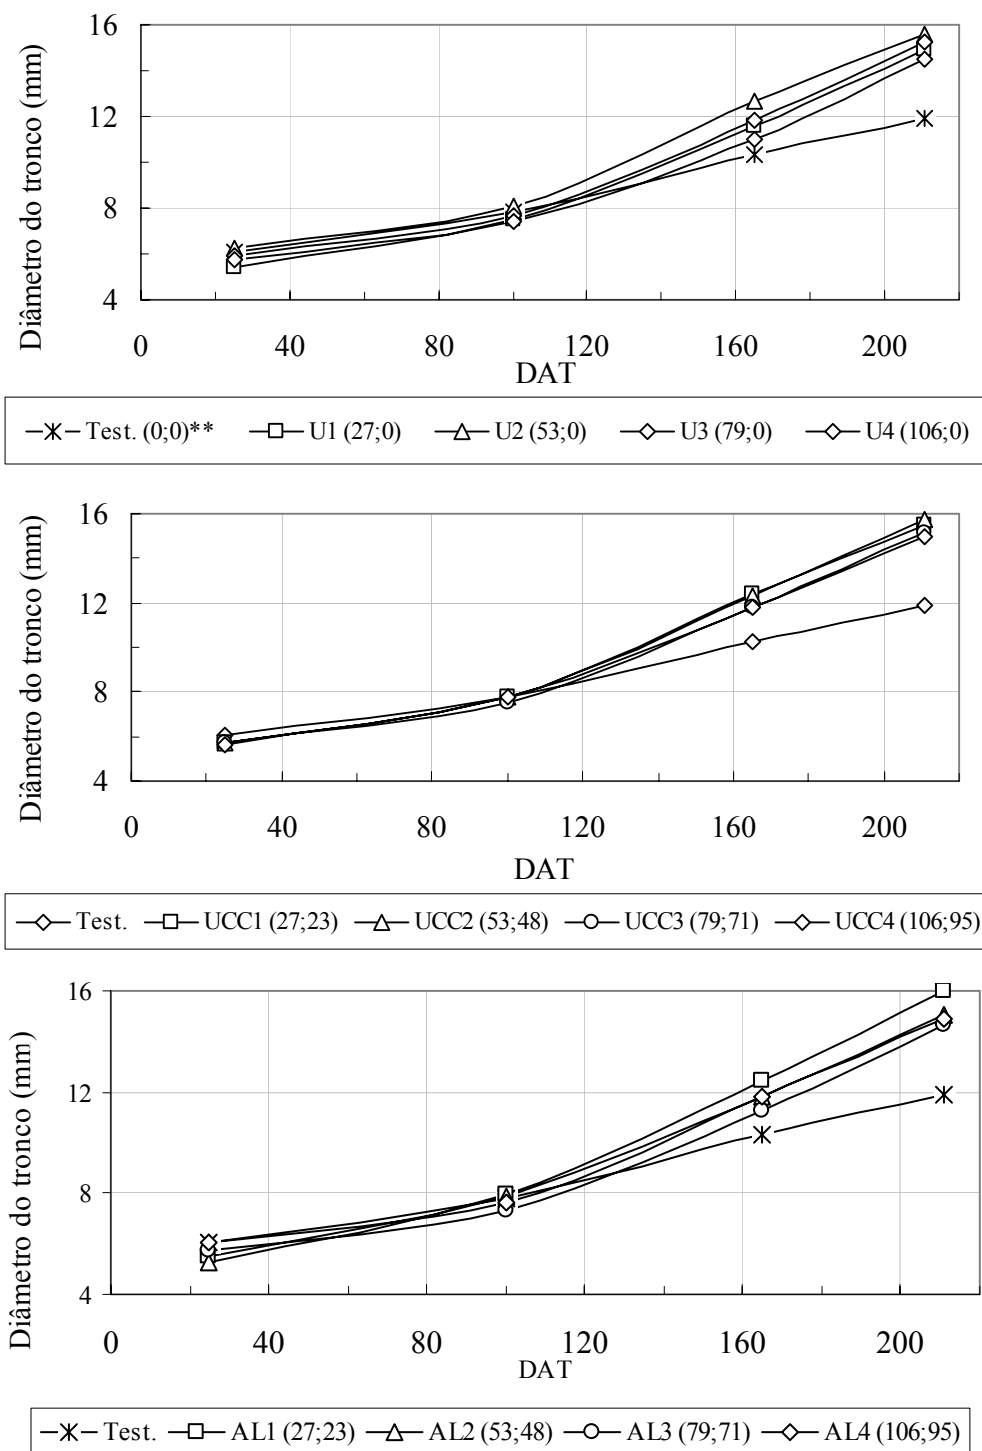 Diâmetro do tronco (mm)
16
12
8
4
0 40 80 120 160 200
DAT
Test. (0;0)** U1 (27;0) U2 (53;0) U3 (79;0) U4 (106;0)
Diâmetro do tronco (mm)
16
12
8
4
0 40 80 120 160 200
DAT
Test. UCC1 (27;23) UCC2 (53;48) UCC3 (79;71) UCC4 (106;95)
Diâmetro do tronco (mm)
16
12
8
4
0 40 80 120 160 200
DAT
Test. AL1 (27;23) AL2 (53;48) AL3 (79;71) AL4 (106;95)